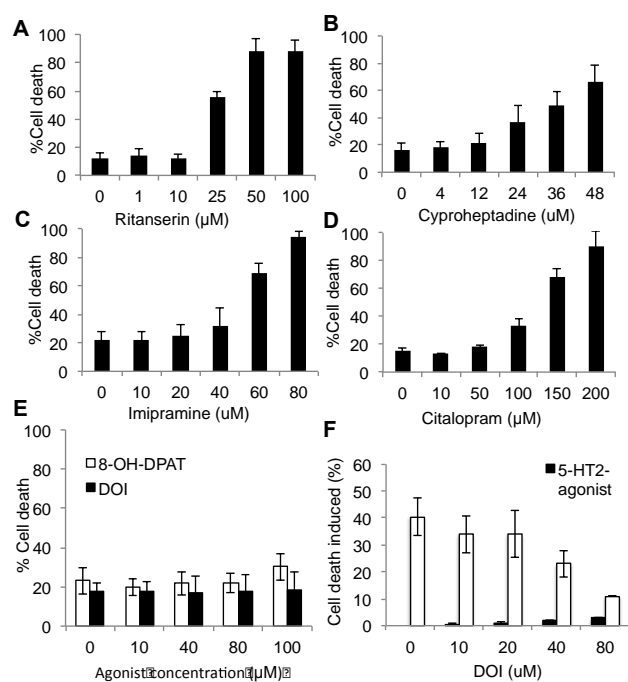 A
%Cell death
100
80
60
40
20
0
0 1 10 25 50 100
Ritanserin (µM)
B
%Cell death
100
80
60
40
20
0
0 4 12 24 36 48
Cyproheptadine (uM)
C
%Cell death
100
80
60
40
20
0
0 10 20 40 60 80
Imipramine (uM)
D
%Cell death
100
80
60
40
20
0
0 10 50 100 150 200
Citalopram (µM)
E
% Cell death
100
80
60
40
20
0
8-OH-DPAT
DOI
0 10 40 80 100
Agonist concentration (µM)
F
Cell death induced (%)
60
50
40
30
20
10
0
5-HT2-
agonist
0 10 20 40 80
DOI (uM)